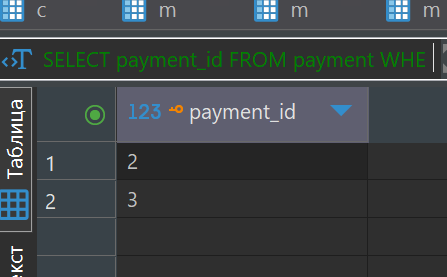 c m m m
SELECT payment_id FROM payment WHE
Таблица
123 payment_id
1 2
2 3
екст